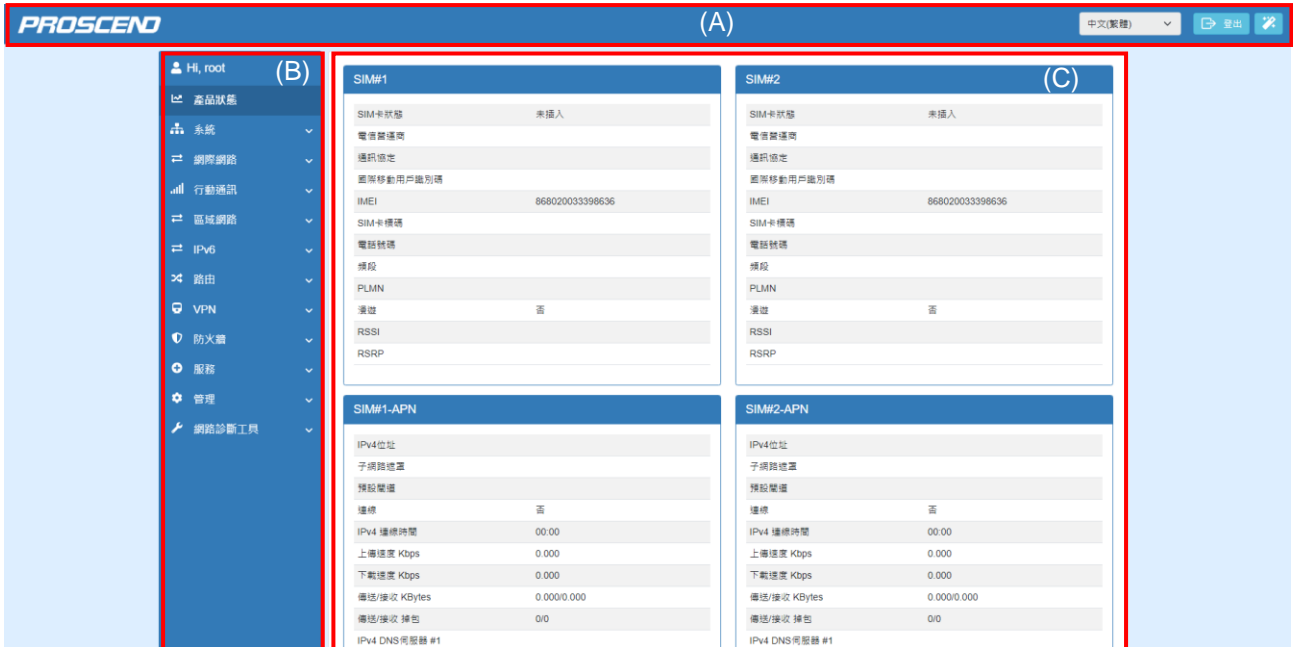 PROSCEND
(A)
中文(繁體)
登出
Hi, root
(B)
產品狀態
系統
網際網路
行動通訊
區域網路
IPv6
路由
VPN
防火牆
服務
管理
網路診斷工具
SIM#1
SIM卡狀態 未插入
電信營運商
通訊協定
國際移動用戶識別碼
IMEI 868020033398636
SIM卡標碼
電話號碼
頻段
PLMN
漫遊 否
RSSI
RSRP
SIM#2
(C)
SIM卡狀態 未插入
電信營運商
通訊協定
國際移動用戶識別碼
IMEI 868020033398636
SIM卡標碼
電話號碼
頻段
PLMN
漫遊 否
RSSI
RSRP
SIM#1-APN
IPv4位址
子網路遮罩
預設閘道
連線 否
IPv4 連線時間 00:00
上傳速度 Kbps 0.000
下載速度 Kbps 0.000
傳送/接收 KBytes 0.000/0.000
傳送/接收 掉包 0/0
IPv4 DNS伺服器 #1
SIM#2-APN
IPv4位址
子網路遮罩
預設閘道
連線 否
IPv4 連線時間 00:00
上傳速度 Kbps 0.000
下載速度 Kbps 0.000
傳送/接收 KBytes 0.000/0.000
傳送/接收 掉包 0/0
IPv4 DNS伺服器 #1